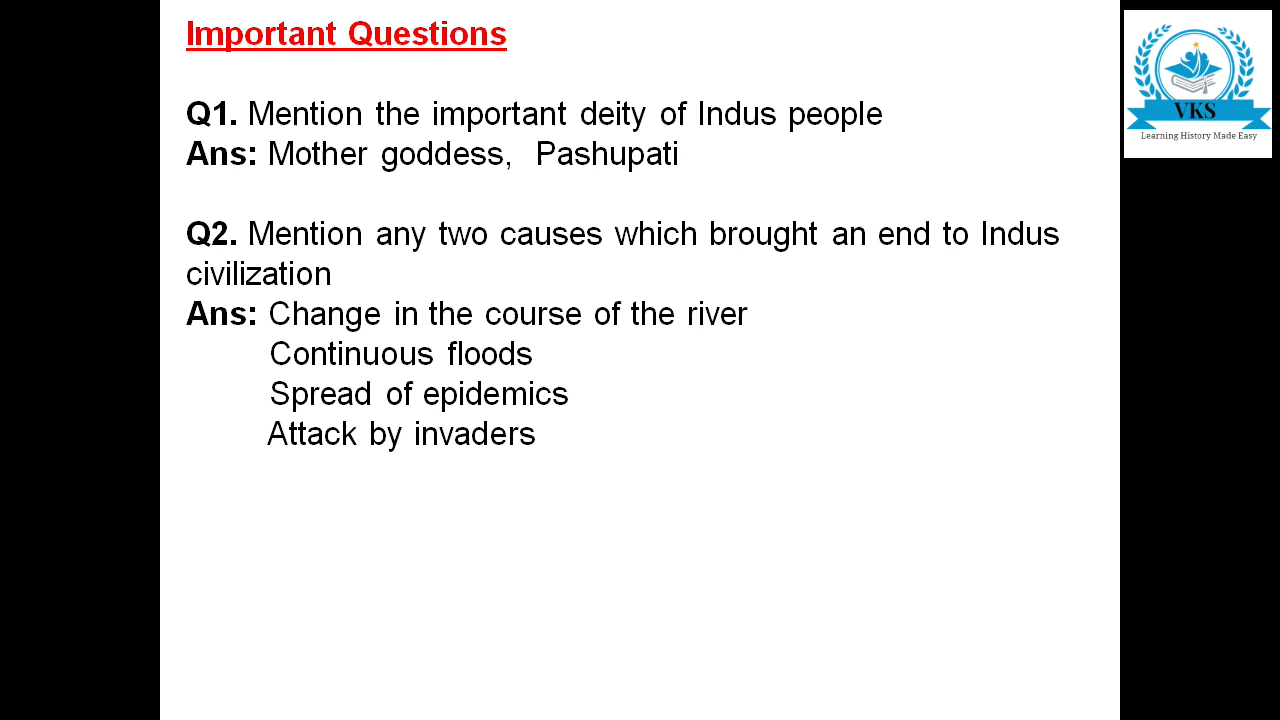 Important Questions
VKS
Learning History Made Easy
Q1. Mention the important deity of Indus people
Ans: Mother goddess, Pashupati
Q2. Mention any two causes which brought an end to Indus
civilization
Ans: Change in the course of the river
Continuous floods
Spread of epidemics
Attack by invaders